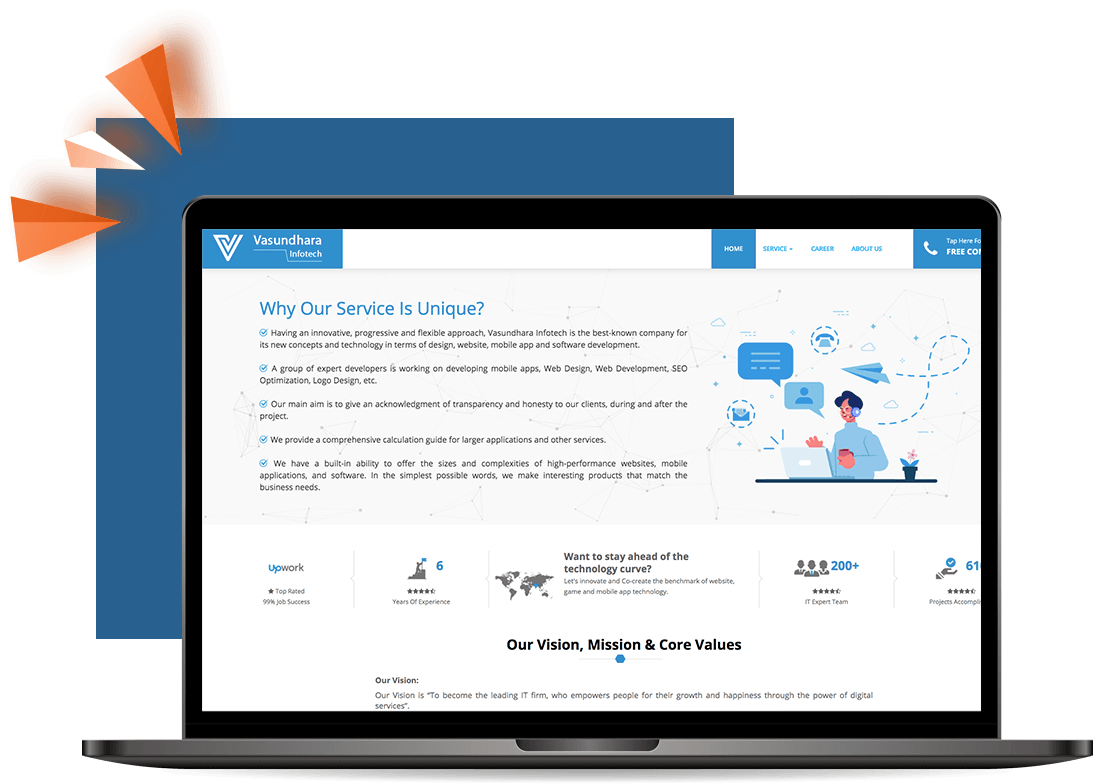 Vasundhara
Infotech
HOME
SERVICE
CAREER
ABOUT US
Tap Here
FREE
Why Our Service Is Unique?
Having an innovative, progressive and flexible approach, Vasundhara Infotech is the best-known company for
its new concepts and technology in terms of design, website, mobile app and software development.
A group of expert developers is working on developing mobile apps, Web Design, Web Development, SEO
Optimization, Logo Design, etc.
Our main aim is to give an acknowledgment of transparency and honesty to our clients, during and after the
project.
We provide a comprehensive calculation guide for larger applications and other services.
We have a built-in ability to offer the sizes and complexities of high-performance websites, mobile
applications, and software. In the simplest possible words, we make interesting products that match the
business needs.
upwork
Top Rated
99% Job Success
6
Years Of Experience
Want to stay ahead of the
technology curve?
Let's innovate and Co-create the benchmark of website,
game and mobile app technology.
200+
IT Expert Team
Projects
Our Vision, Mission & Core Values
Our Vision:
Our Vision is "To become the leading IT firm, who empowers people for their growth and happiness through the power of digital
services".